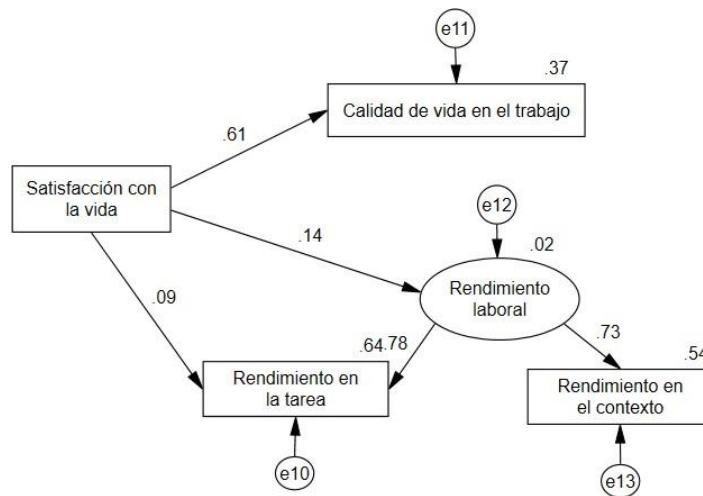 e11
.37
Calidad de vida en el trabajo
.61
Satisfacción con
la vida
e12
.14
.02
Rendimiento
laboral
.09
.64
.78
.73
.54
Rendimiento en
la tarea
Rendimiento en
el contexto
e10
e13